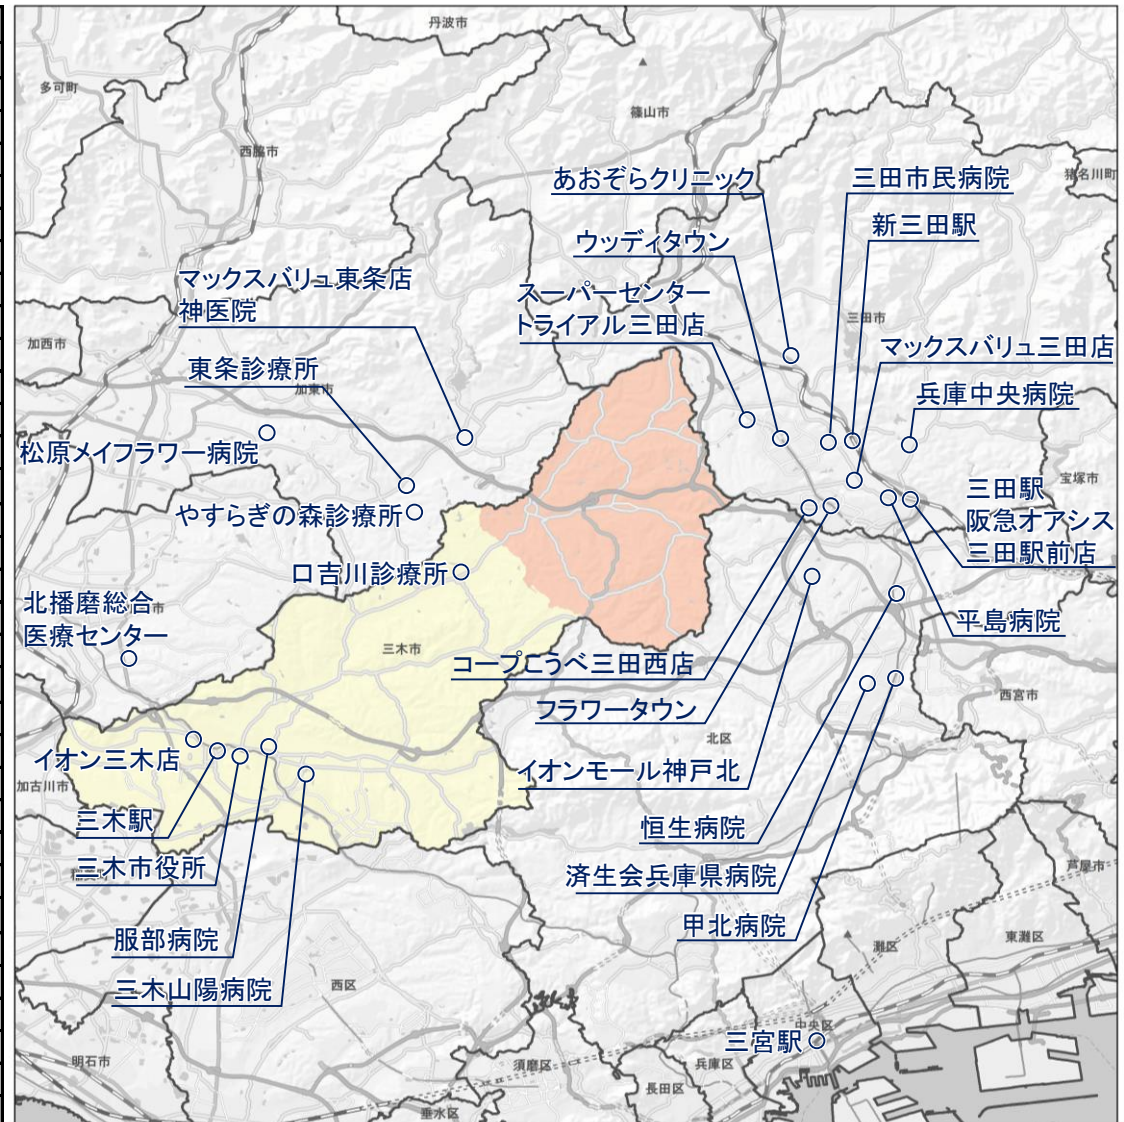 丹波市
多可町
篠山市
西脇市
猪名川町
あおぞらクリニック
三田市民病院
新三田駅
ウッディタウン
マックスバリュ東条店
神医院
スーパーセンター
トライアル三田店
三田市
加西市
マックスバリュ三田店
東条診療所
加東市
兵庫中央病院
松原メイフラワー病院
宝塚市
三田駅
阪急オアシス
三田駅前店
やすらぎの森診療所
口吉川診療所
北播磨総合
医療センター
市
平島病院
三木市
コープこうべ三田西店
西宮市
フラワータウン
北区
イオン三木店
イオンモール神戸北
加古川市
三木駅
恒生病院
三木市役所
済生会兵庫県病院
芦屋市
服部病院
甲北病院
灘区
東灘区
三木山陽病院
西区
中央区
三宮駅
明石市
須磨区
兵庫区
長田区
垂水区